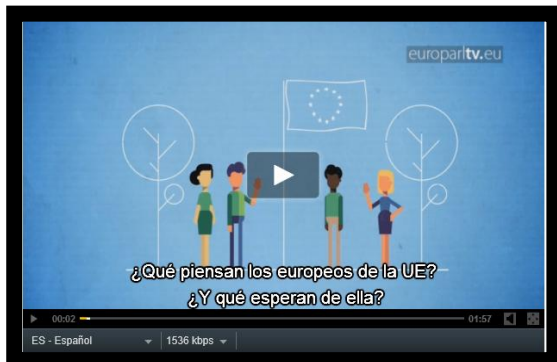 europarltv.eu
¿Qué piensan los europeos de la UE?
¿Y qué esperan de ella?
00:02
01:57
ES - Español
1536 kbps